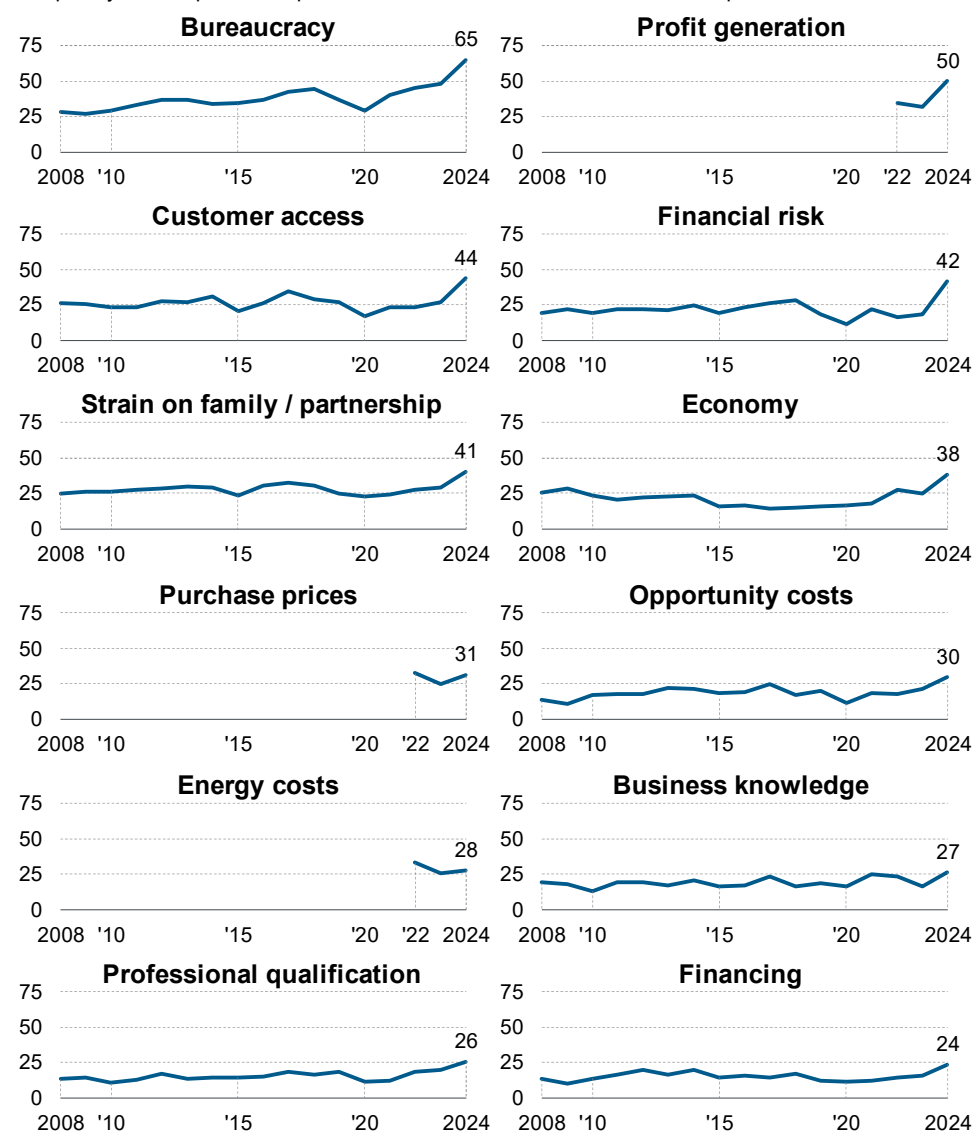 Bureaucracy
75
65
50
25
0
2008 '10 '15 '20 2024
Profit generation
75
50
50
25
0
2008 '10 '15 '20 '22 2024
Customer access
75
50
44
25
0
2008 '10 '15 '20 2024
Financial risk
75
50
42
25
0
2008 '10 '15 '20 2024
Strain on family / partnership
75
50
41
25
0
2008 '10 '15 '20 2024
Economy
75
50
38
25
0
2008 '10 '15 '20 2024
Purchase prices
75
50
31
25
0
2008 '10 '15 '20 '22 2024
Opportunity costs
75
50
30
25
0
2008 '10 '15 '20 2024
Energy costs
75
50
28
25
0
2008 '10 '15 '20 '22 2024
Business knowledge
75
50
27
25
0
2008 '10 '15 '20 2024
Professional qualification
75
50
26
25
0
2008 '10 '15 '20 2024
Financing
75
50
24
25
0
2008 '10 '15 '20 2024